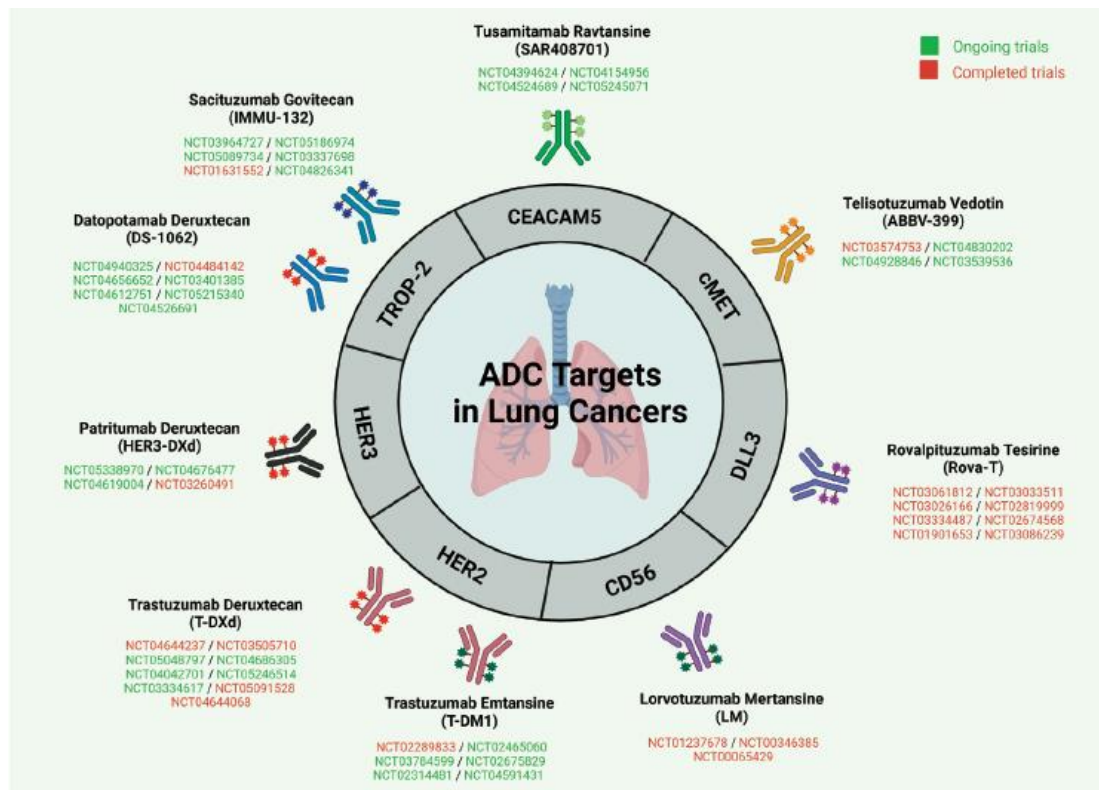 Tusamitamab Ravtansine
(SAR408701)
NCT04394624 / NCT04154956
NCT04524689 / NCT05245071
Ongoing trials
Completed trials
Sacituzumab Govitecan
(IMMU-132)
NCT03964727 / NCT05186974
NCT05089734 / NCT03337698
NCT01631552 / NCT04826341
Datopotamab Deruxtecan
(DS-1062)
NCT04940325 / NCT04484142
NCT04656652 / NCT03401385
NCT04612751 / NCT05215340
NCT04526691
Telisotuzumab Vedotin
(ABBV-399)
NCT03574753 / NCT04830202
NCT04928846 / NCT03539536
CEACAM5
TROP-2
cMET
ADC Targets
in Lung Cancers
HER3
DLL3
HER2
CD56
Patritumab Deruxtecan
(HER3-DXd)
NCT05338970 / NCT04676477
NCT04619004 / NCT03260491
Rovalpituzumab Tesirine
(Rova-T)
NCT03061812 / NCT03033511
NCT03026166 / NCT02819999
NCT03334487 / NCT02674568
NCT01901653 / NCT03086239
Trastuzumab Deruxtecan
(T-DXd)
NCT04644237 / NCT03505710
NCT05048797 / NCT04686305
NCT04042701 / NCT05246514
NCT03334617 / NCT05091528
NCT04644068
Trastuzumab Emtansine
(T-DM1)
NCT02289833 / NCT02465060
NCT03784599 / NCT02675829
NCT02314481 / NCT04591431
Lorvotuzumab Mertansine
(LM)
NCT01237678 / NCT00346385
NCT00065429